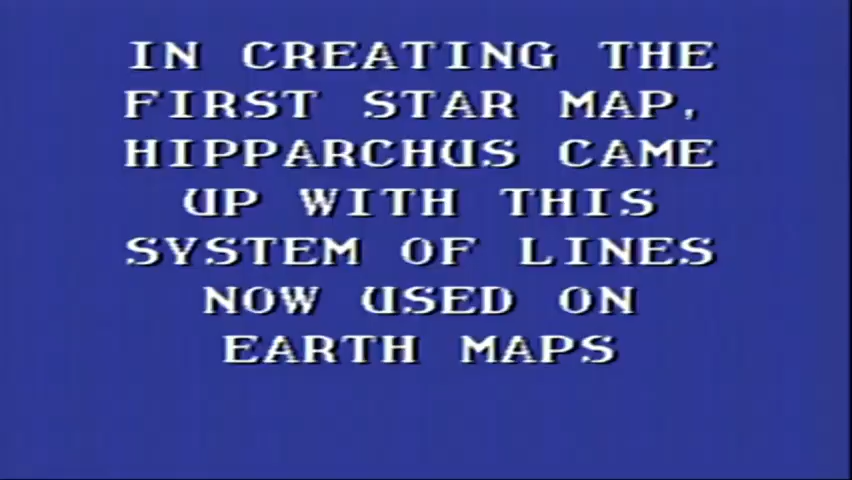 IN CREATING THE
FIRST STAR MAP,
HIPPARCHUS CAME
UP WITH THIS
SYSTEM OF LINES
NOW USED ON
EARTH MAPS